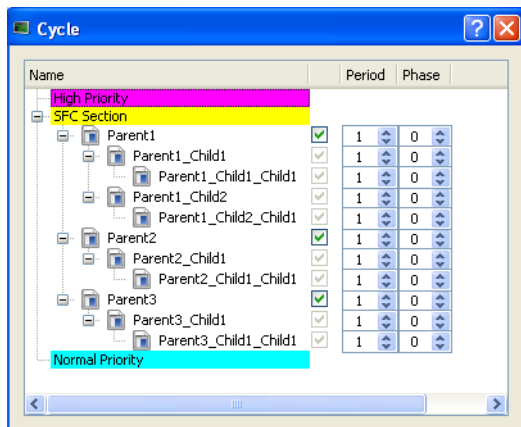 Cycle
Name Period Phase
High Priority
SFC Section
Parent1 1 0
Parent1_Child1 1 0
Parent1_Child1_Child1 1 0
Parent1_Child2 1 0
Parent1_Child2_Child1 1 0
Parent2 1 0
Parent2_Child1 1 0
Parent2_Child1_Child1 1 0
Parent3 1 0
Parent3_Child1 1 0
Parent3_Child1_Child1 1 0
Normal Priority